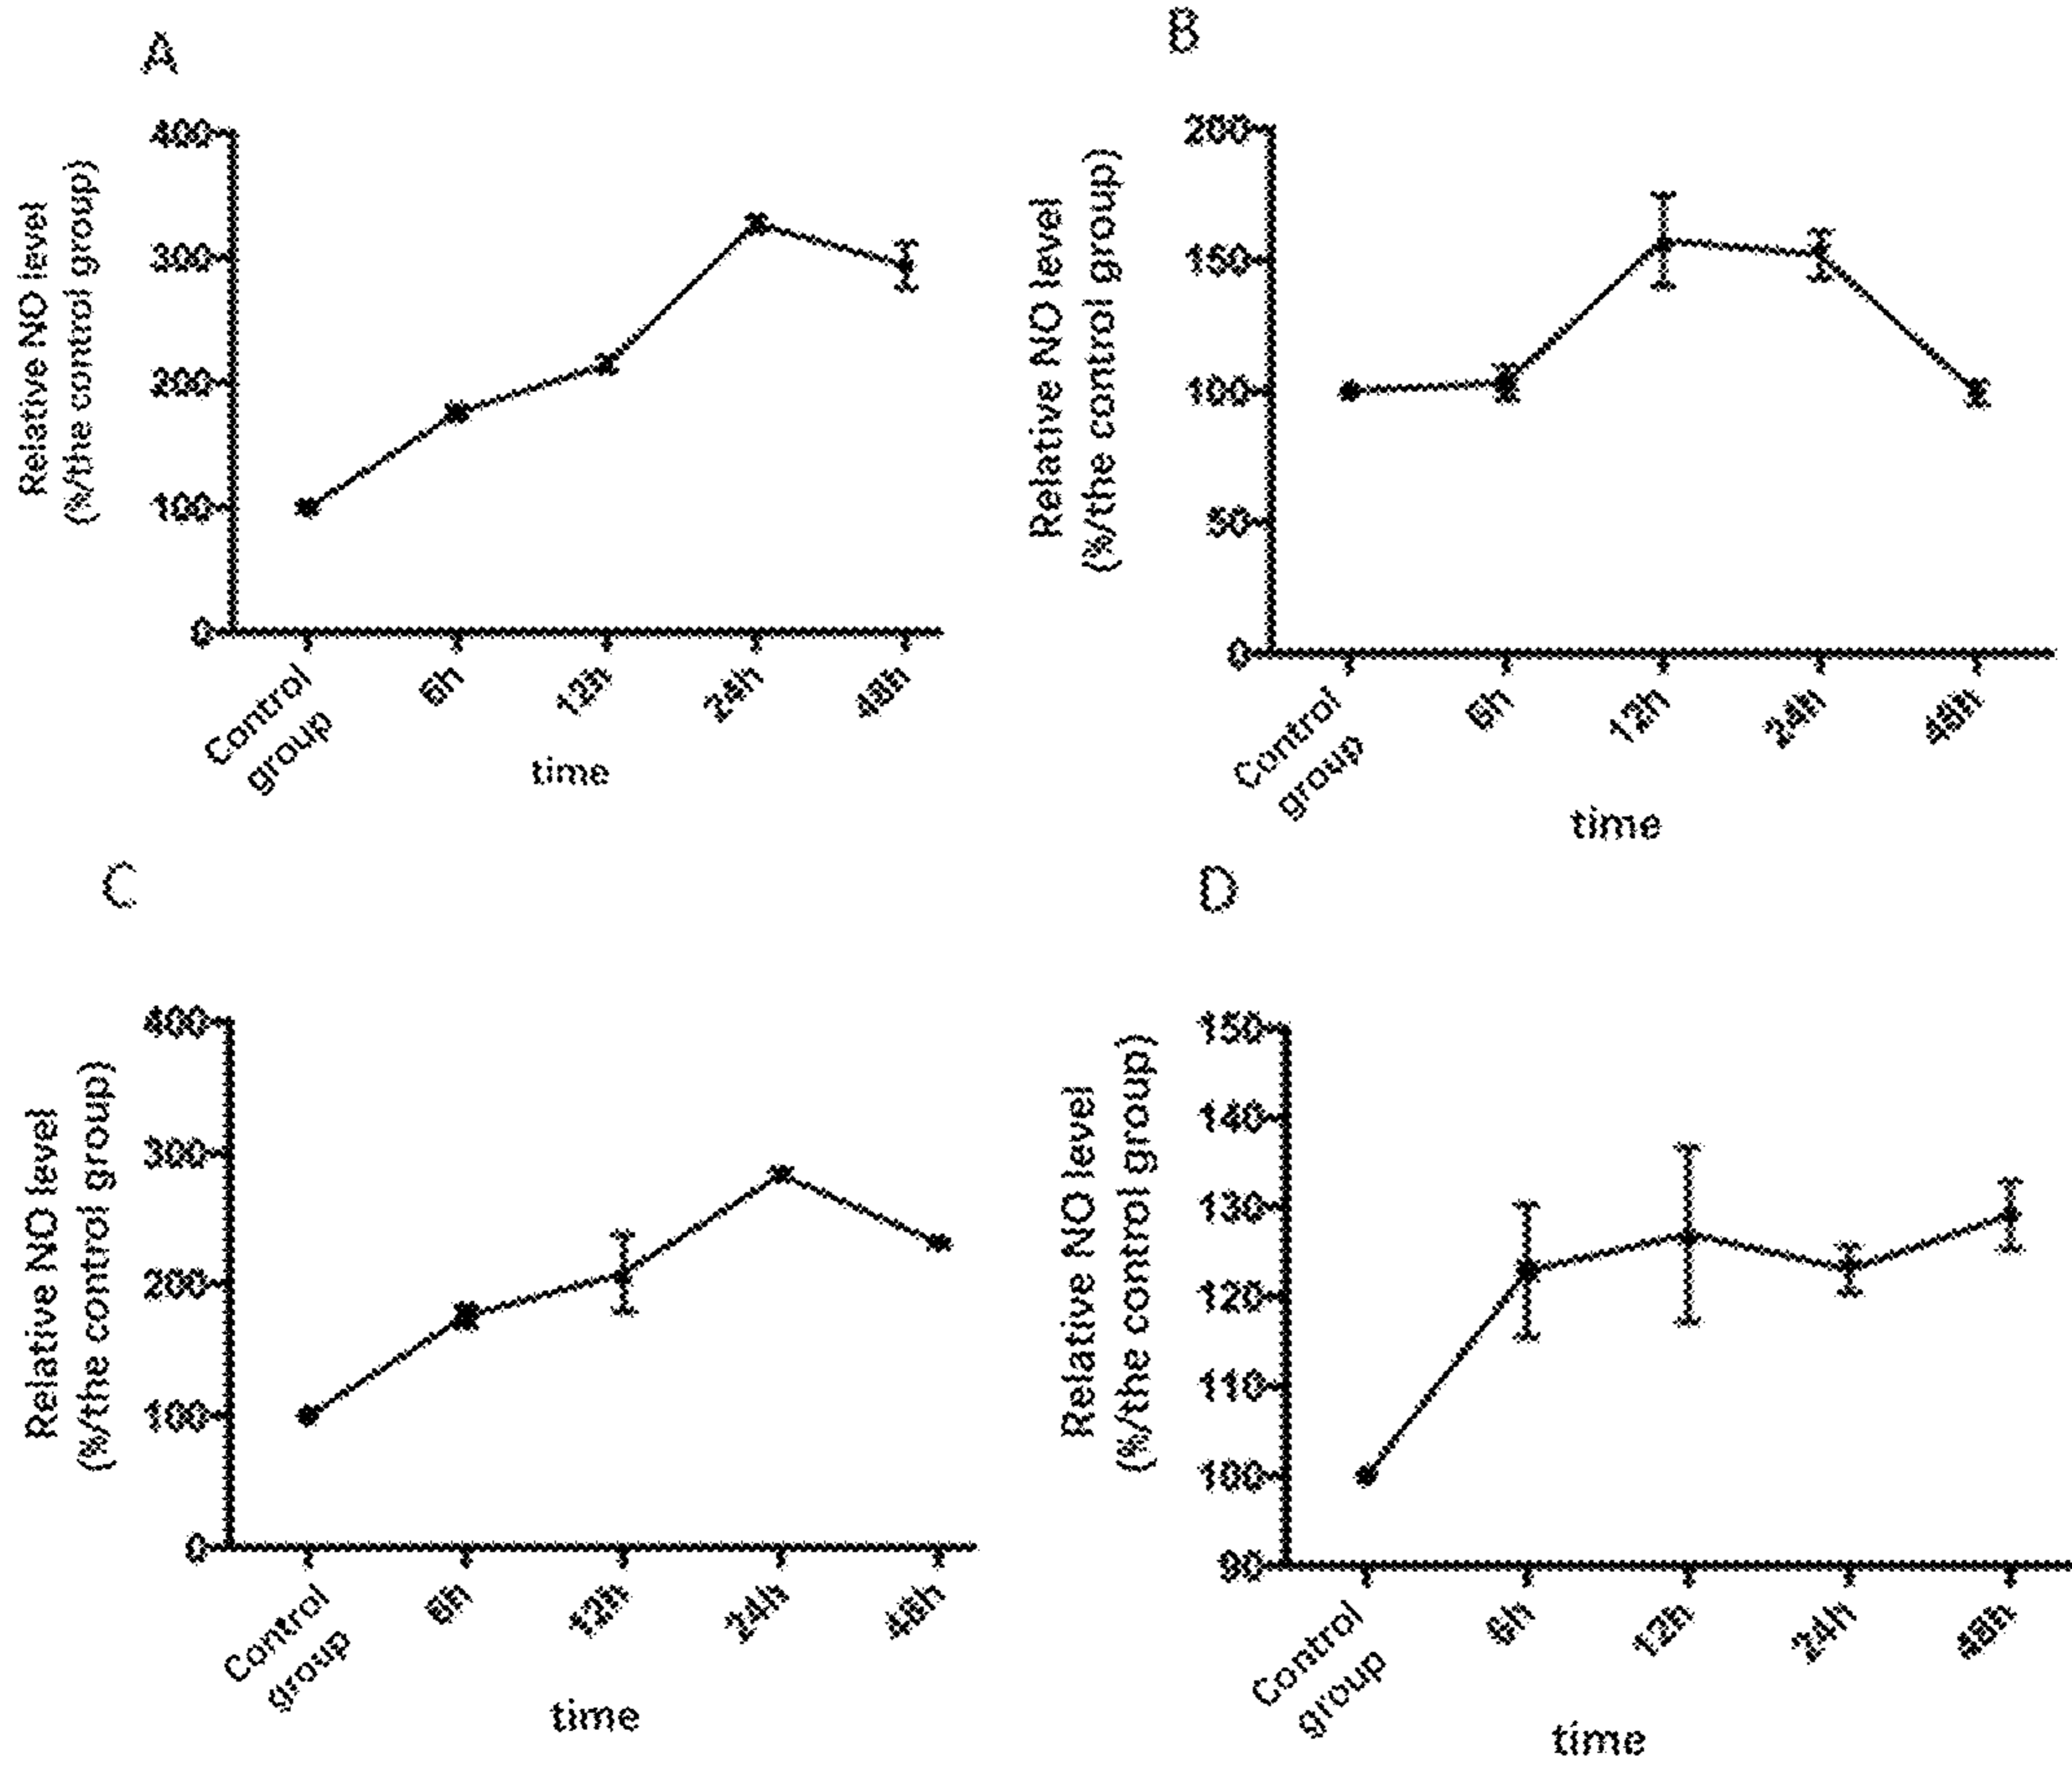 A
400
300
200
100
0
Relative NO level
(%/the control group)
Control
group
6h
12h
24h
48h
time
B
200
150
100
50
0
Relative NO level
(%/the control group)
Control
group
6h
12h
24h
48h
time
C
400
300
200
100
0
Relative NO level
(%/the control group)
Control
group
6h
12h
24h
48h
time
D
150
140
130
120
110
100
90
Relative NO level
(%/the control group)
Control
group
6h
12h
24h
48h
time